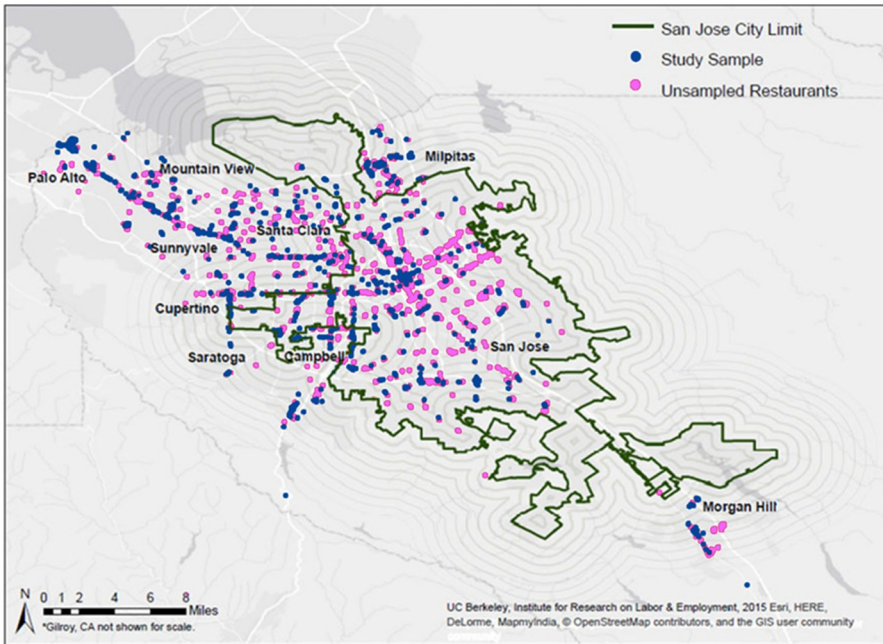 San Jose City Limit
Study Sample
Unsampled Restaurants
Milpitas
Mountain View
Palo Alto
Santa Clara
Sunnyvale
Cupertino
San Jose
Saratoga
Campbell
Morgan Hill
N
0 1 2 4 6 8
Miles
*Gilroy, CA not shown for scale.
UC Berkeley, Institute for Research on Labor & Employment, 2015 Esri, HERE,
DeLorme, MapmyIndia, © OpenStreetMap contributors, and the GIS user community
community